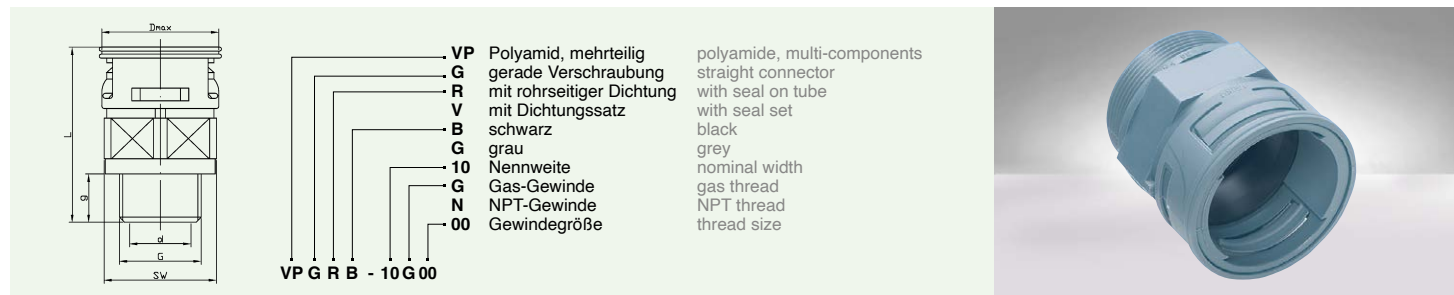 Dmax
L
g
d
G
SW
VP Polyamid, mehrteilig polyamide, multi-components
G gerade Verschraubung straight connector
R mit rohrseitiger Dichtung with seal on tube
V mit Dichtungssatz with seal set
B schwarz black
G grau grey
10 Nennweite nominal width
G Gas-Gewinde gas thread
N NPT-Gewinde NPT thread
00 Gewindegröße thread size
VP G R B - 10 G 00